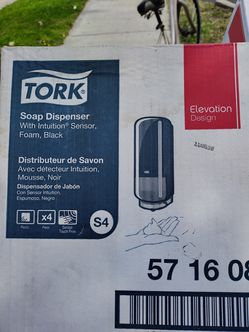 TORK
Soap Dispenser
With Intuition® Sensor,
Foam, Black
Elevation
Design
Distributeur de Savon
Avec détecteur Intuition,
Mousse, Noir
Dispensador de Jabón
Con Sensor Intuition,
Espumoso, Negro
x4
S4
57 16 08